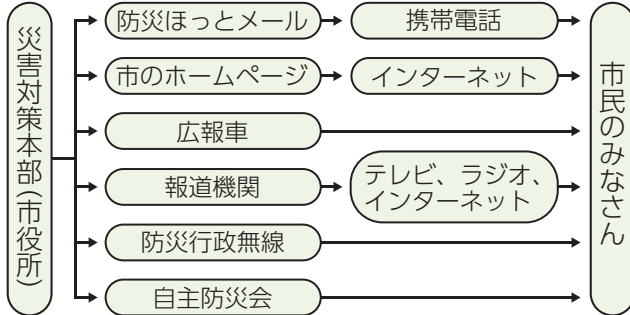 災害対策本部（市役所）
防災ほっとメール
携帯電話
市のホームページ
インターネット
広報車
報道機関
テレビ、ラジオ、
インターネット
防災行政無線
自主防災会
市民のみなさん